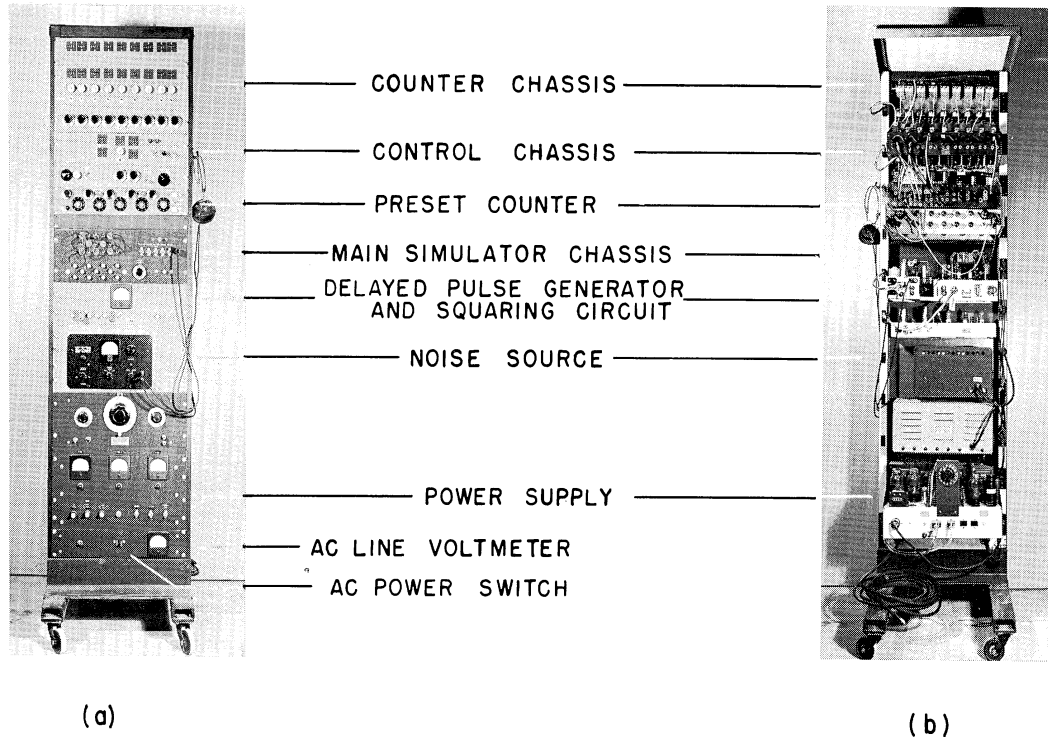 COUNTER CHASSIS
CONTROL CHASSIS
PRESET COUNTER
MAIN SIMULATOR CHASSIS
DELAYED PULSE GENERATOR
AND SQUARING CIRCUIT
NOISE SOURCE
POWER SUPPLY
AC LINE VOLTMETER
AC POWER SWITCH
(a)
(b)